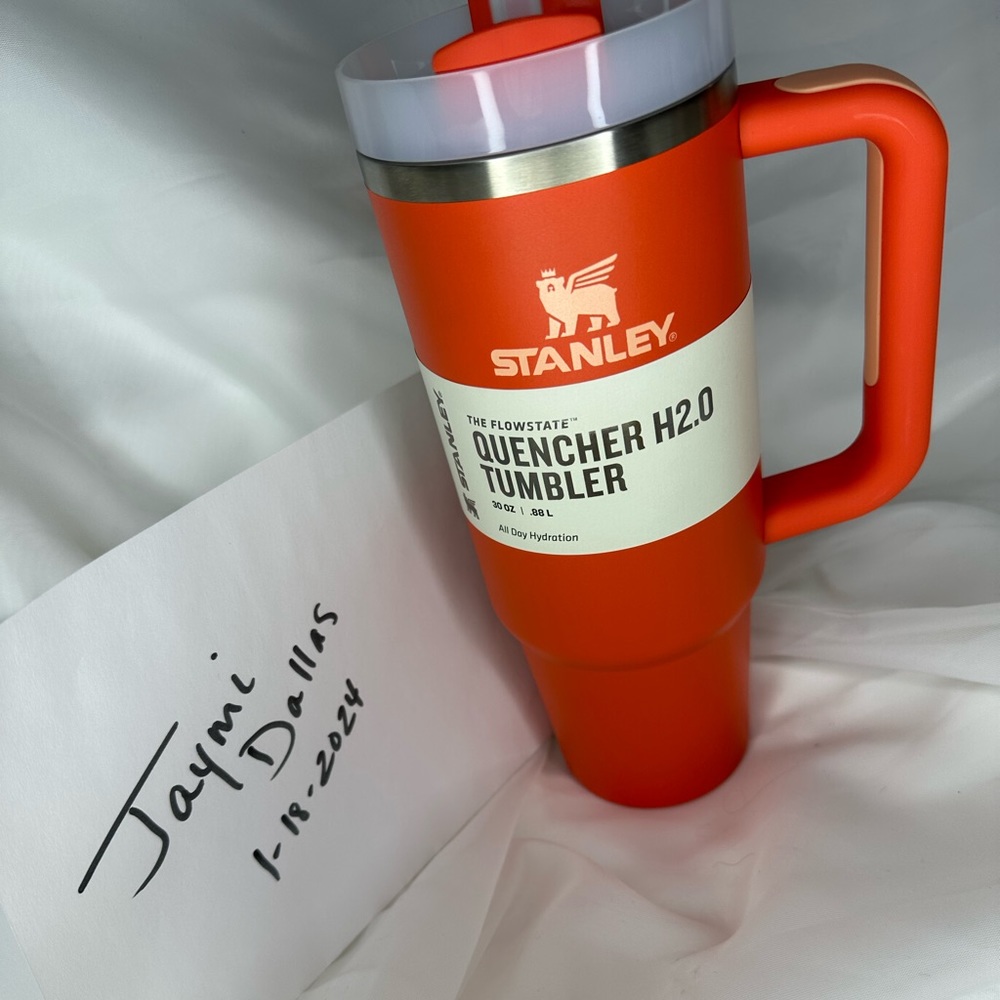 STANLEY®
THE FLOWSTATE™
QUENCHER H2.0
TUMBLER
30 OZ | .88 L
All Day Hydration
STANLEY
Jaymi
Dallas
1-18-2024